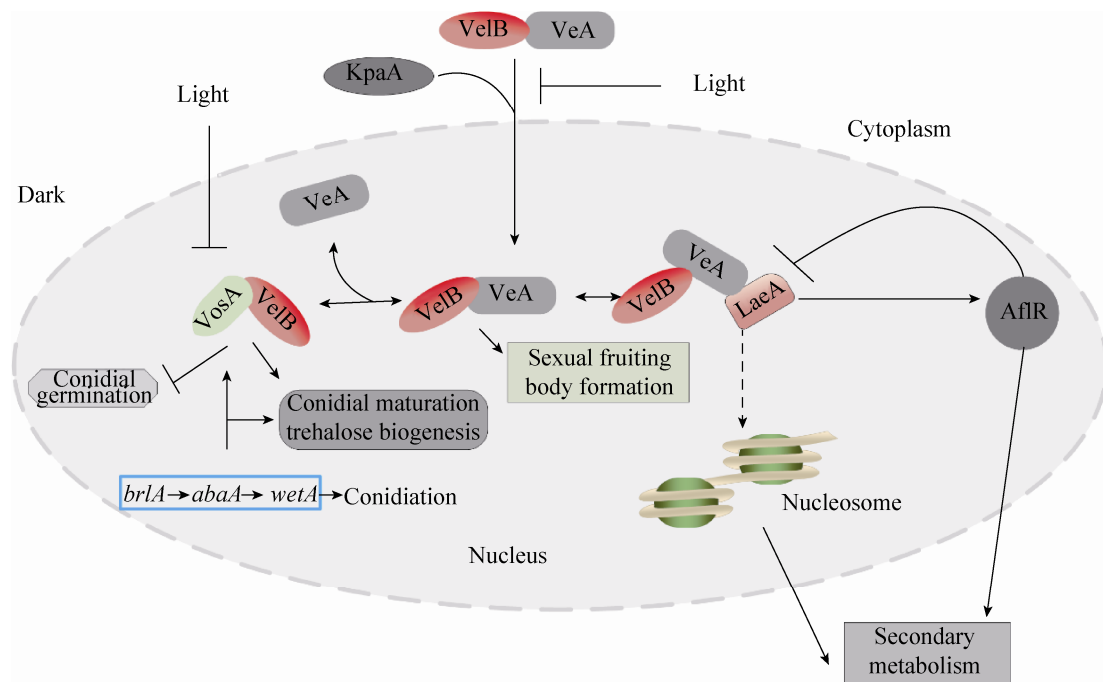 VelB VeA
KpaA
Light
Light
Cytoplasm
Dark
VeA
VosA VelB
VelB VeA
VeA
VelB
LaeA
AflR
Sexual fruiting
body formation
Conidial
germination
Conidial maturation
trehalose biogenesis
brlA abaA wetA Conidiation
Nucleosome
Nucleus
Secondary
metabolism